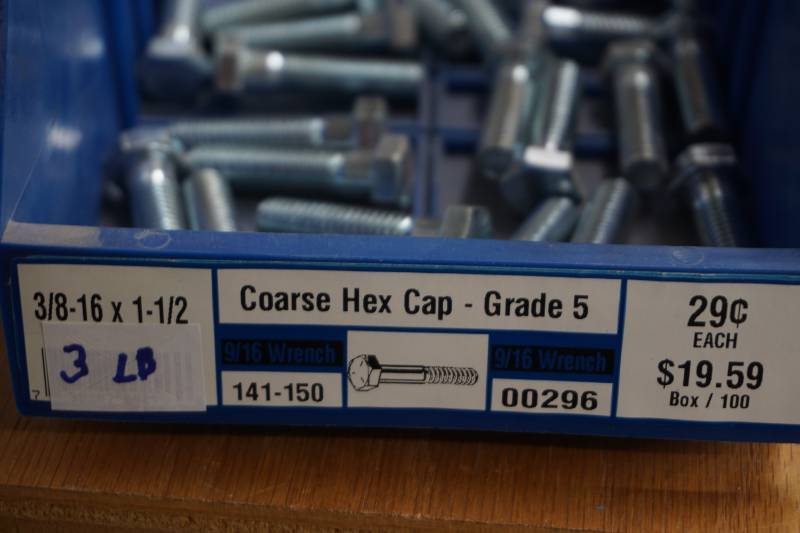 3/8-16 x 1-1/2
3 LB
7
Coarse Hex Cap - Grade 5
9/16 Wrench
141-150
9/16 Wrench
00296
29¢
EACH
$19.59
Box / 100